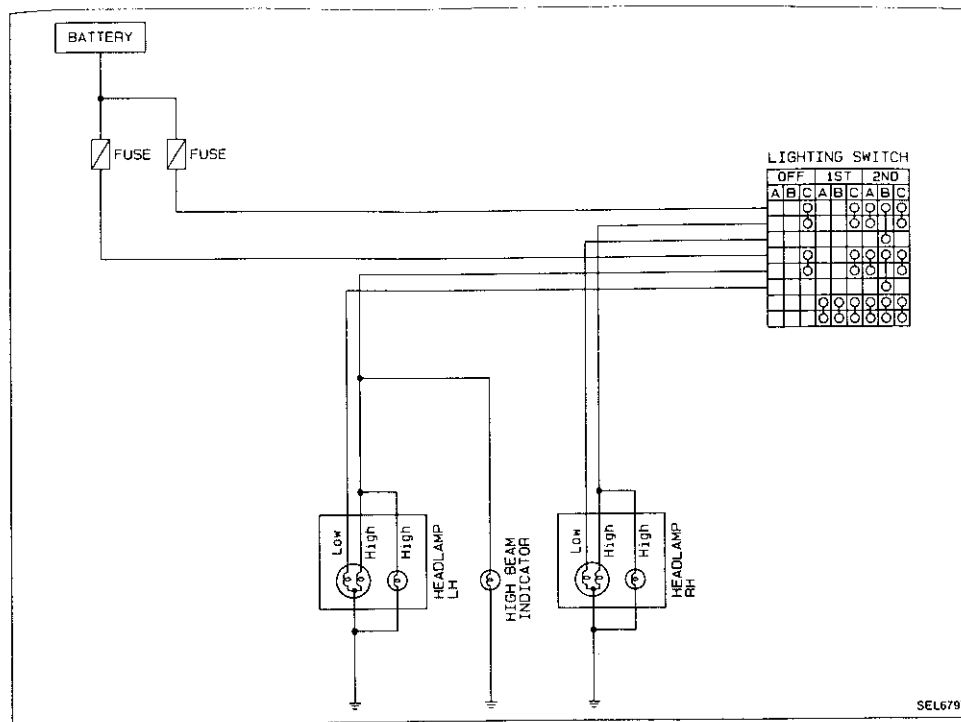 BATTERY
FUSE
FUSE
LIGHTING SWITCH
OFF 1ST 2ND
A B C A B C A B C
Low
High
High
HEADLAMP
LH
HIGH BEAM
INDICATOR
Low
High
High
HEADLAMP
RH
SEL679